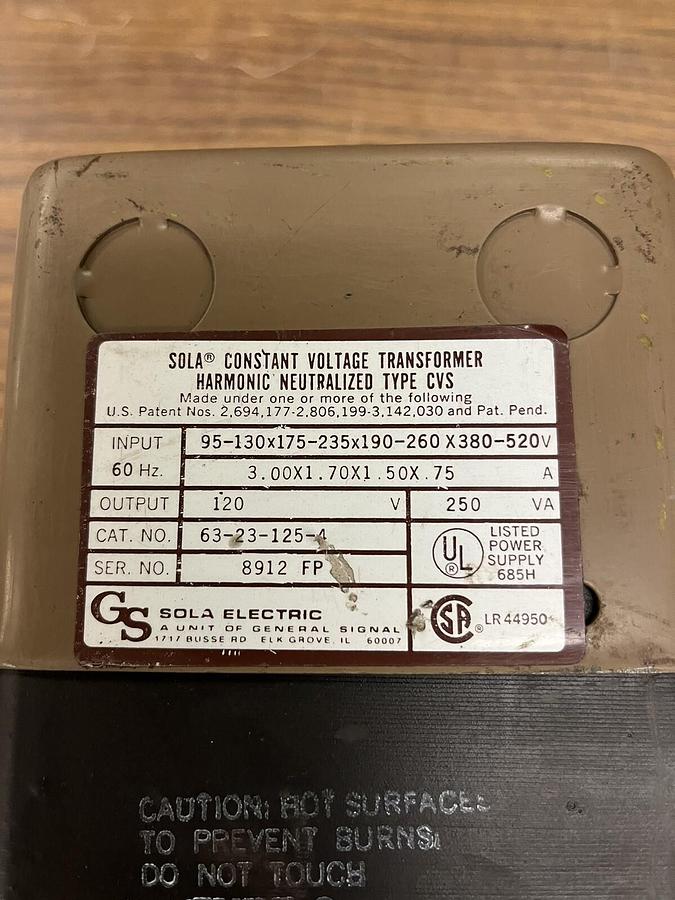 SOLA® CONSTANT VOLTAGE TRANSFORMER
HARMONIC NEUTRALIZED TYPE CVS
Made under one or more of the following
U.S. Patent Nos. 2,694,177-2,806,199-3,142,030 and Pat. Pend.
INPUT 95-130x175-235x190-260 X380-520V
60 Hz. 3.00X1.70X1.50X.75 A
OUTPUT 120 V 250 VA
CAT. NO. 63-23-125-4
SER. NO. 8912 FP
UL ® LISTED
POWER
SUPPLY
685H
GS SOLA ELECTRIC
A UNIT OF GENERAL SIGNAL
1717 BUSSE RD ELK GROVE, IL 60007
SA ® LR 44950
CAUTION: HOT SURFACE
TO PREVENT BURNS
DO NOT TOUCH